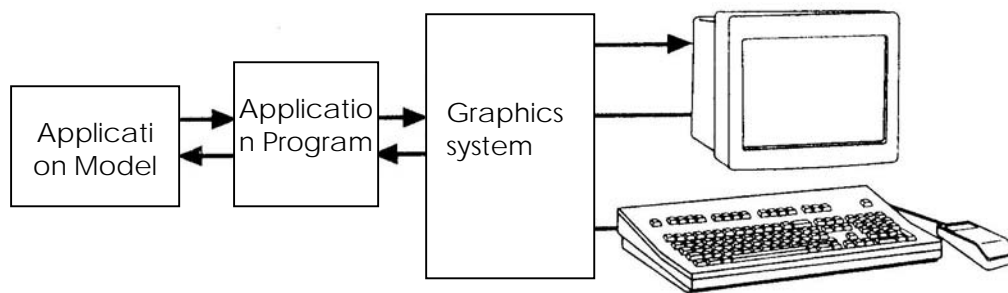 Applicati
on Model
Applicatio
n Program
Graphics
system